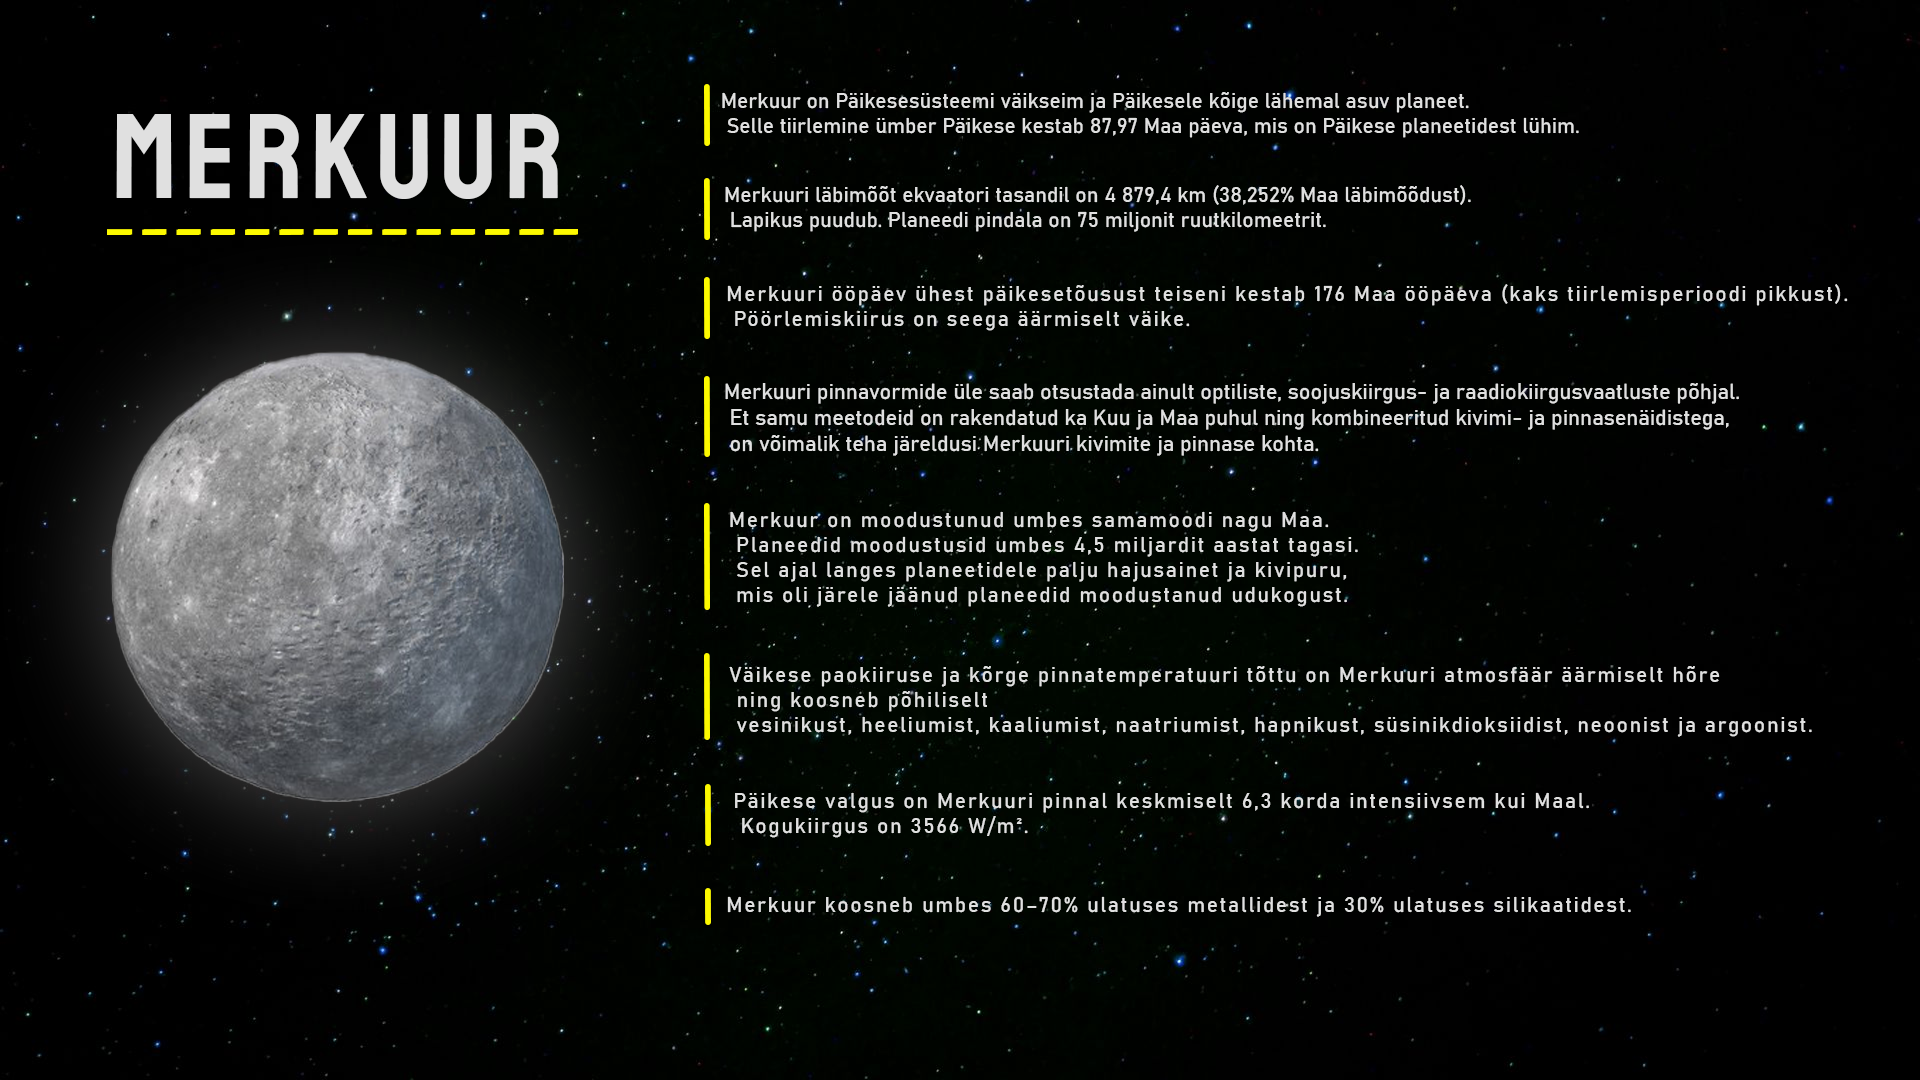 MERKUUR
Merkuur on Päikesesüsteemi väikseim ja Päikesele kõige lähemal asuv planeet.
Selle tiirlemine ümber Päikese kestab 87,97 Maa päeva, mis on Päikese planeetidest lühim.
Merkuuri läbimõõt ekvaatori tasandil on 4 879,4 km (38,252% Maa läbimõõdust).
Lapikus puudub. Planeedi pindala on 75 miljonit ruutkilomeetrit.
Merkuuri ööpäev ühest päikesetõusust teiseni kestab 176 Maa ööpäeva (kaks tiirlemisperioodi pikkust).
Pöörlemiskiirus on seega äärmiselt väike.
Merkuuri pinnavormide üle saab otsustada ainult optiliste, soojuskiirgus- ja raadiokiirgusvaatluste põhjal.
Et samu meetodeid on rakendatud ka Kuu ja Maa puhul ning kombineeritud kivimi- ja pinnasenäidistega,
on võimalik teha järeldusi Merkuuri kivimite ja pinnase kohta.
Merkuur on moodustunud umbes samamoodi nagu Maa.
Planeedid moodustusid umbes 4,5 miljardit aastat tagasi.
Sel ajal langes planeetidele palju hajusainet ja kivipuru,
mis oli järele jäänud planeedid moodustanud udukogust.
Väikese paokiiruse ja kõrge pinnatemperatuuri tõttu on Merkuuri atmosfäär äärmiselt hõre
ning koosneb põhiliselt
vesinikust, heeliumist, kaaliumist, naatriumist, hapnikust, süsinikdioksiidist, neoonist ja argoonist.
Päikese valgus on Merkuuri pinnal keskmiselt 6,3 korda intensiivsem kui Maal.
Kogukiirgus on 3566 W/m².
Merkuur koosneb umbes 60–70% ulatuses metallidest ja 30% ulatuses silikaatidest.